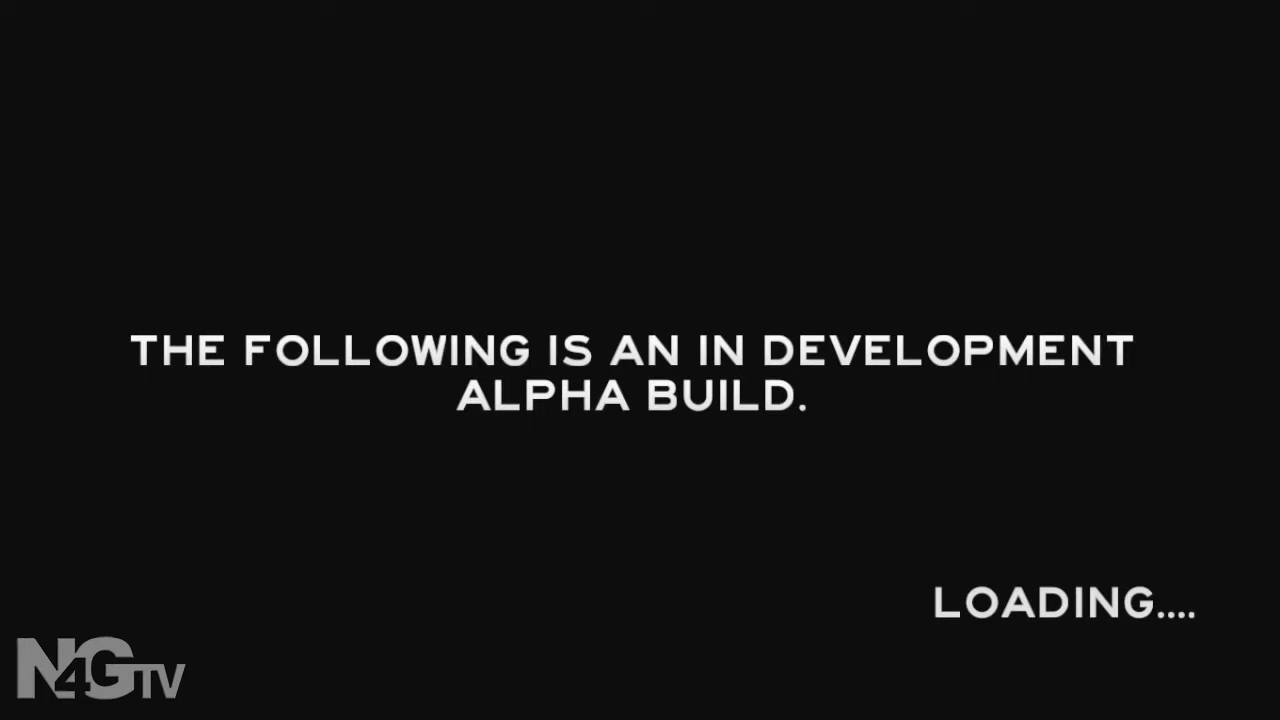 THE FOLLOWING IS AN IN DEVELOPMENT
ALPHA BUILD.
LOADING....
N4GTV